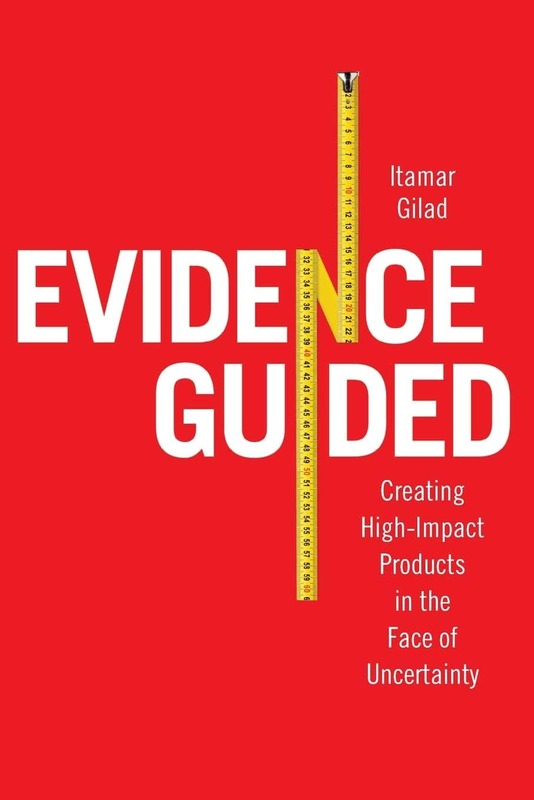 Itamar
Gilad
EVIDENCE
GUIDED
Creating
High-Impact
Products
in the
Face of
Uncertainty